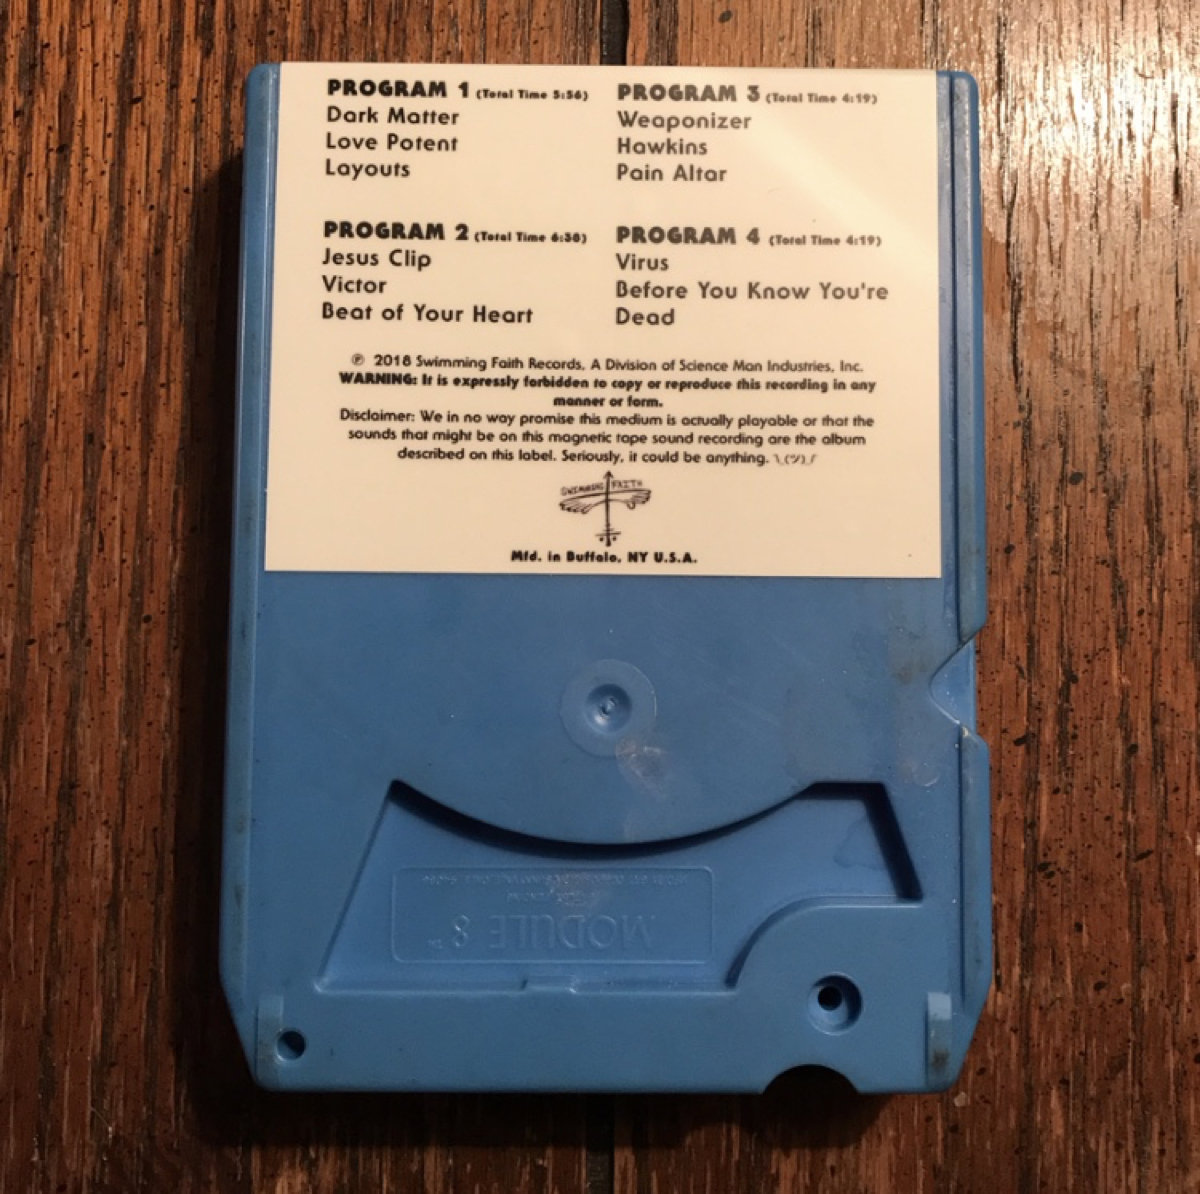 PROGRAM 1 (Total Time 5:56)
Dark Matter
Love Potent
Layouts
PROGRAM 2 (Total Time 6:38)
Jesus Clip
Victor
Beat of Your Heart
PROGRAM 3 (Total Time 4:19)
Weaponizer
Hawkins
Pain Altar
PROGRAM 4 (Total Time 4:19)
Virus
Before You Know You're
Dead
℗ 2018 Swimming Faith Records, A Division of Science Man Industries, Inc.
WARNING: It is expressly forbidden to copy or reproduce this recording in any
manner or form.
Disclaimer: We in no way promise this medium is actually playable or that the
sounds that might be on this magnetic tape sound recording are the album
described on this label. Seriously, it could be anything. ¯\_(ツ)_/¯
SWIMMING FAITH
Mfd. in Buffalo, NY U.S.A.
MODULE 8 ™